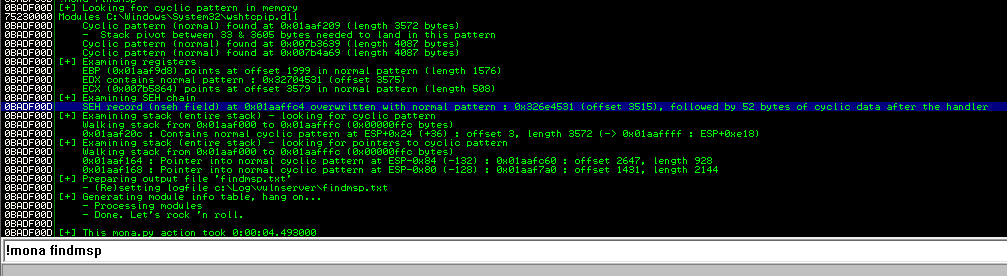 0BADF00D [+] Looking for cyclic pattern in memory
75230000 Modules C:\Windows\System32\wshtcpip.dll
0BADF00D Cyclic pattern (normal) found at 0x01aaf209 (length 3572 bytes)
0BADF00D - Stack pivot between 33 & 3605 bytes needed to land in this pattern
0BADF00D Cyclic pattern (normal) found at 0x007b3639 (length 4087 bytes)
0BADF00D Cyclic pattern (normal) found at 0x007b4a69 (length 4087 bytes)
0BADF00D [+] Examining registers
0BADF00D EBP (0x01aaf9d8) points at offset 1999 in normal pattern (length 1576)
0BADF00D EDX contains normal pattern : 0x32704531 (offset 3575)
0BADF00D ECX (0x007b5864) points at offset 3579 in normal pattern (length 508)
0BADF00D [+] Examining SEH chain
0BADF00D SEH record (nseh field) at 0x01aaffc4 overwritten with normal pattern : 0x326e4531 (offset 3515), followed by 52 bytes of cyclic data after the handler
0BADF00D [+] Examining stack (entire stack) - looking for cyclic pattern
0BADF00D Walking stack from 0x01aaf000 to 0x01aafffc (0x00000ffc bytes)
0BADF00D 0x01aaf20c : Contains normal cyclic pattern at ESP+0x24 (+36) : offset 3, length 3572 (-> 0x01aaffff : ESP+0xe18)
0BADF00D [+] Examining stack (entire stack) - looking for pointers to cyclic pattern
0BADF00D Walking stack from 0x01aaf000 to 0x01aafffc (0x00000ffc bytes)
0BADF00D 0x01aaf164 : Pointer into normal cyclic pattern at ESP-0x84 (-132) : 0x01aafc60 : offset 2647, length 928
0BADF00D 0x01aaf168 : Pointer into normal cyclic pattern at ESP-0x80 (-128) : 0x01aaf7a0 : offset 1431, length 2144
0BADF00D [+] Preparing output file 'findmsp.txt'
0BADF00D - (Re)setting logfile c:\Log\vulnserver\findmsp.txt
0BADF00D [+] Generating module info table, hang on...
0BADF00D - Processing modules
0BADF00D - Done. Let's rock 'n roll.
0BADF00D
0BADF00D [+] This mona.py action took 0:00:04.493000
!mona findmsp